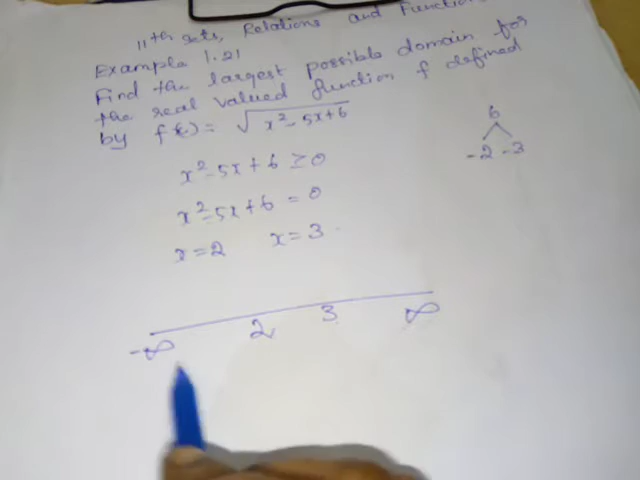 11th Sets, Relations and Functions
Example 1.21
Find the largest possible domain for
the real valued function f defined
by f(x) = √x² - 5x + 6
6
-2 -3
x² - 5x + 6 ≥ 0
x² - 5x + 6 = 0
x = 2 x = 3
-∞ 2 3 ∞